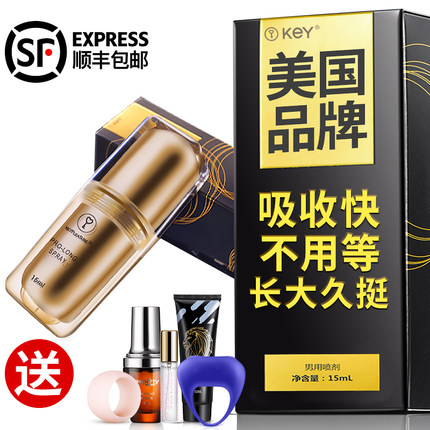 SF EXPRESS
顺丰包邮
KEY
美国
品牌
吸收快
不用等
长大久挺
男用喷剂
净含量：15mL
PRO-LONG
SPRAY
15ml
送